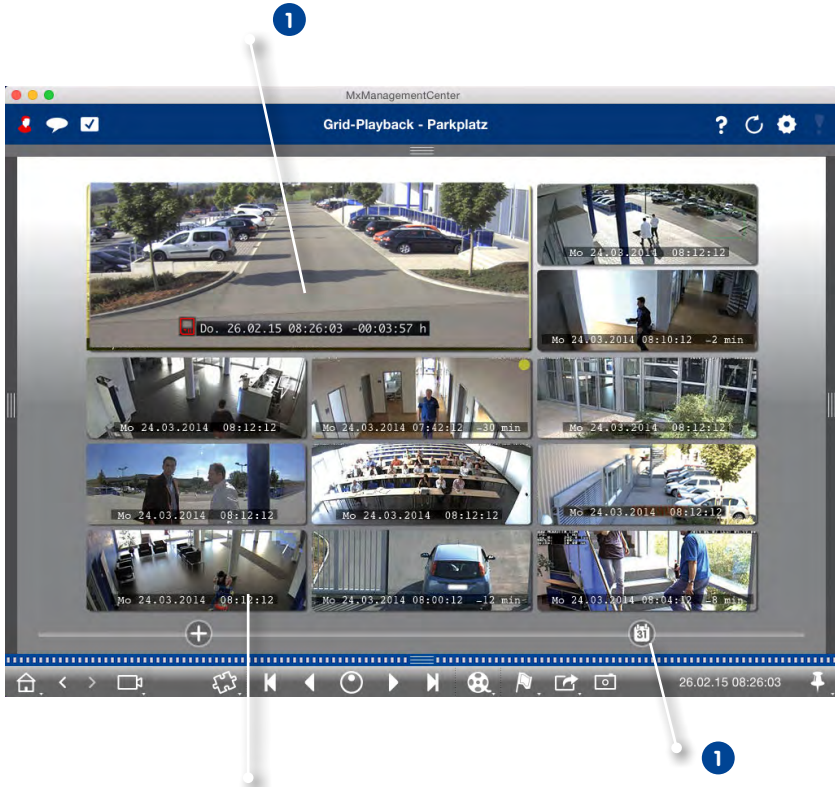 1
MxManagementCenter
Grid-Playback - Parkplatz
?
Mo 24.03.2014 08:12:12
Do. 26.02.15 08:26:03 -00:03:57 h
Mo 24.03.2014 08:10:12 -2 min
Mo 24.03.2014 08:12:12
Mo 24.03.2014 07:42:12 -30 min
Mo 24.03.2014 08:12:12
Mo 24.03.2014 08:12:12
Mo 24.03.2014 08:12:12
Mo 24.03.2014 08:12:12
Mo 24.03.2014 08:12:12
Mo 24.03.2014 08:00:12 -12 min
Mo 24.03.2014 08:04:12 -8 min
31
26.02.15 08:26:03
1